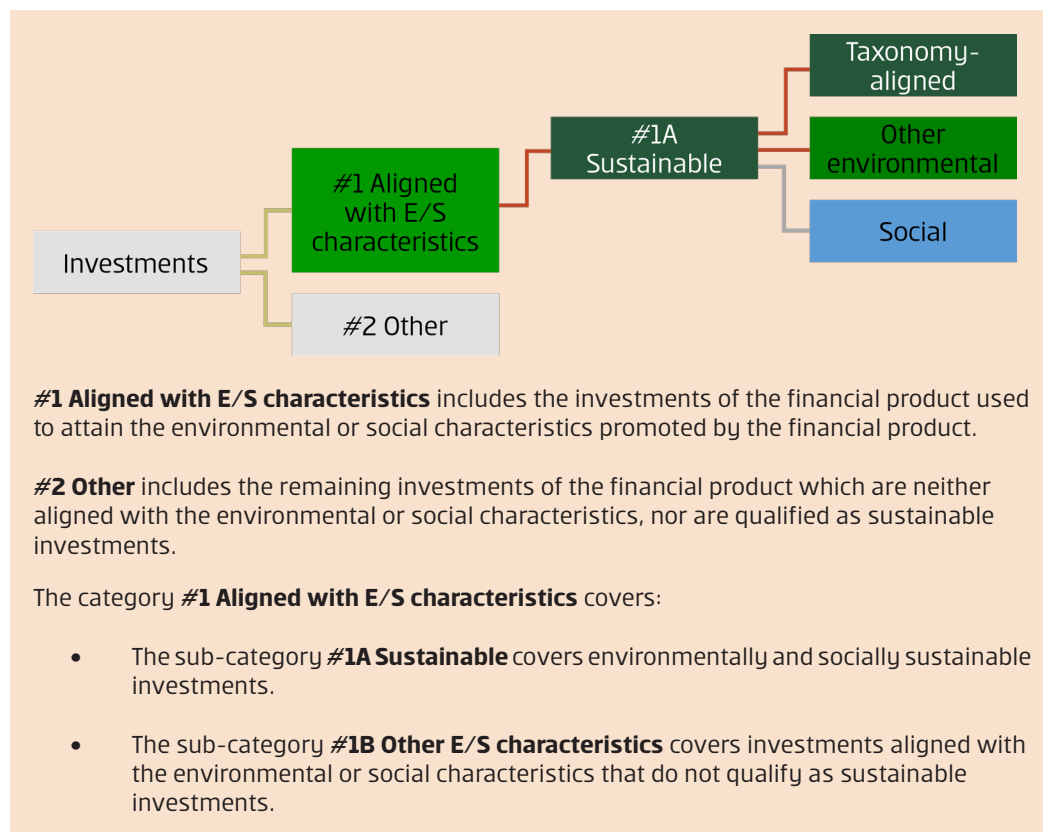 Taxonomy-
aligned
#1A
Sustainable
Other
environmental
#1 Aligned
with E/S
characteristics
Social
Investments
#2 Other
#1 Aligned with E/S characteristics includes the investments of the financial product used
to attain the environmental or social characteristics promoted by the financial product.
#2 Other includes the remaining investments of the financial product which are neither
aligned with the environmental or social characteristics, nor are qualified as sustainable
investments.
The category #1 Aligned with E/S characteristics covers:
• The sub-category #1A Sustainable covers environmentally and socially sustainable
investments.
• The sub-category #1B Other E/S characteristics covers investments aligned with
the environmental or social characteristics that do not qualify as sustainable
investments.